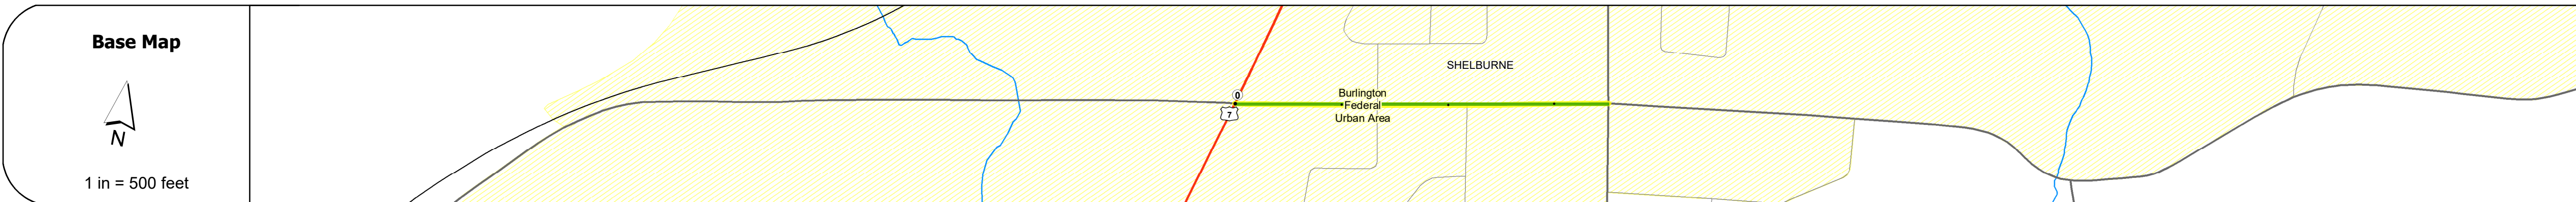 Base Map
N
1 in = 500 feet
0
7
SHELBURNE
Burlington
Federal
Urban Area